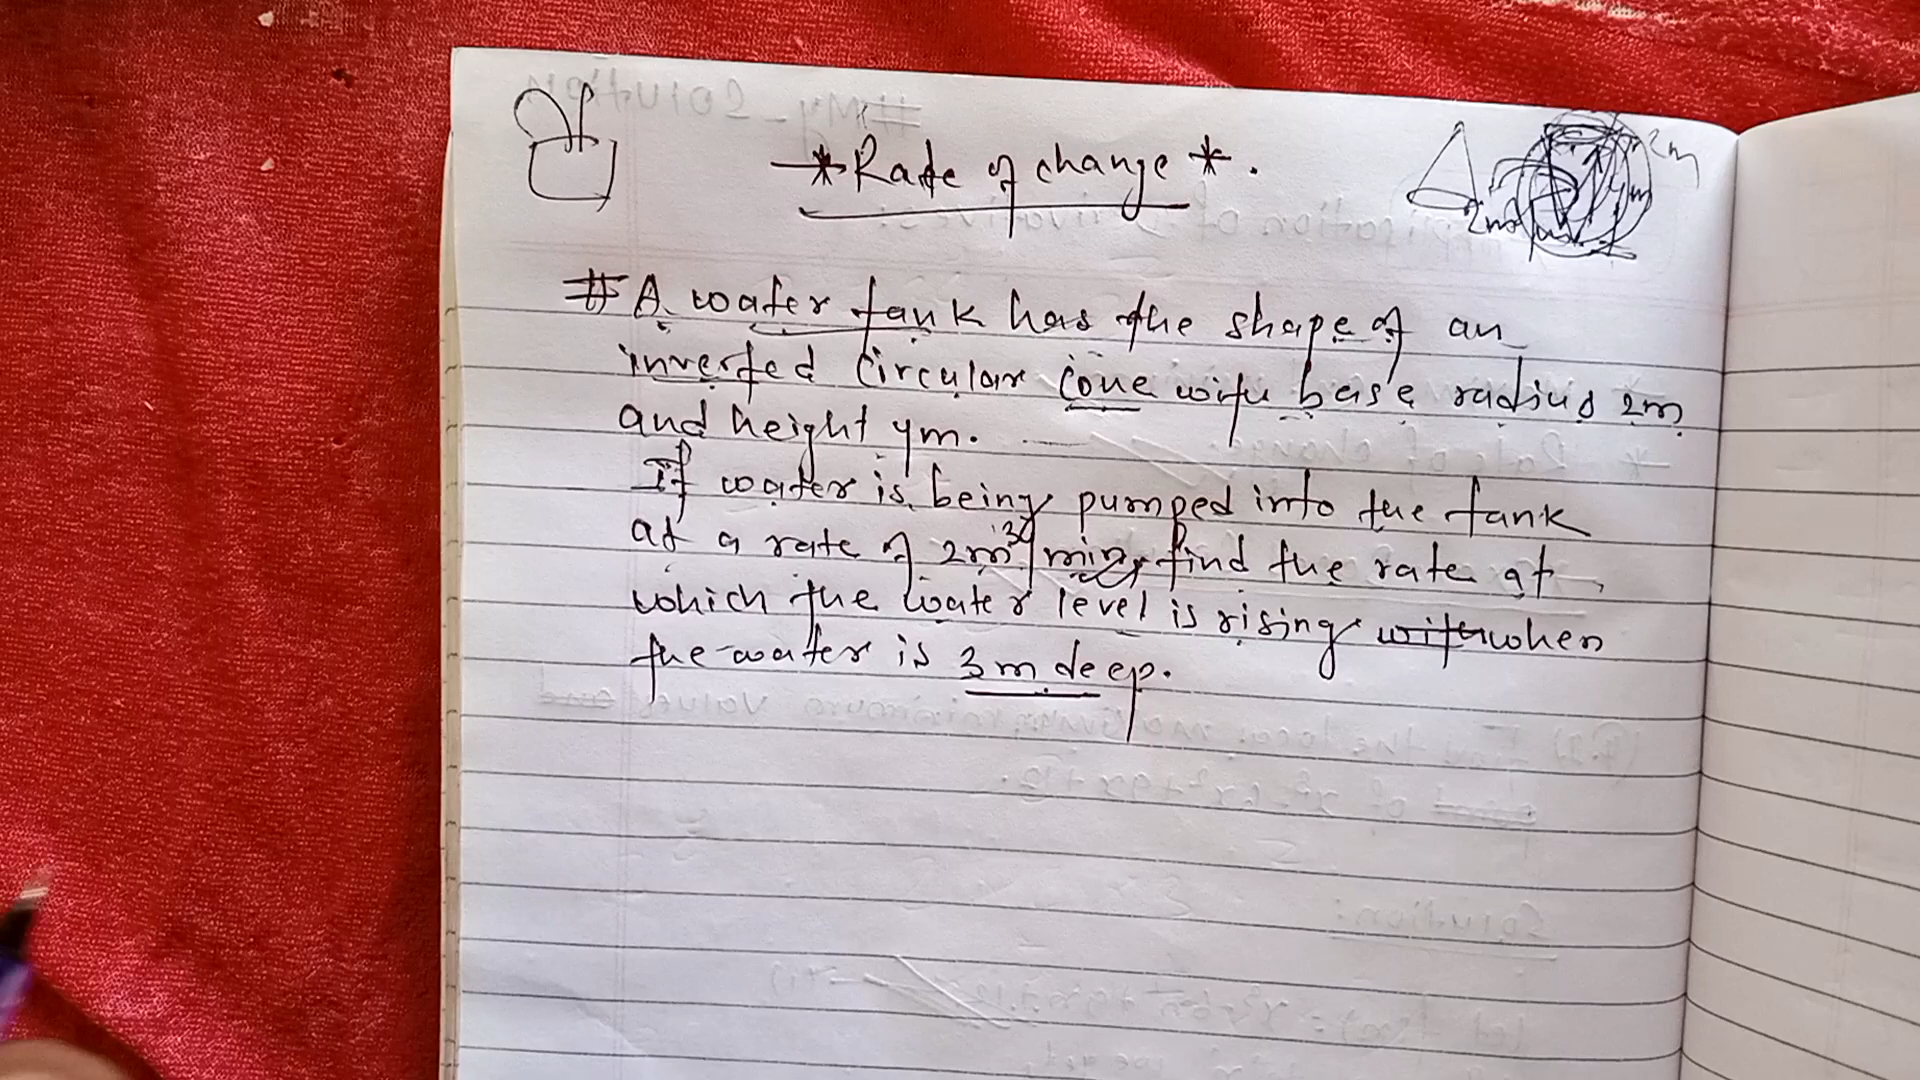 * Rate of change *.
2m
2m
# A water tank has the shape of an
inverted Circular Cone with base radius 2m
and height 4m.
If water is being pumped into the tank
at a rate of 2m³/min, find the rate at
which the water level is rising when
the water is 3m deep.